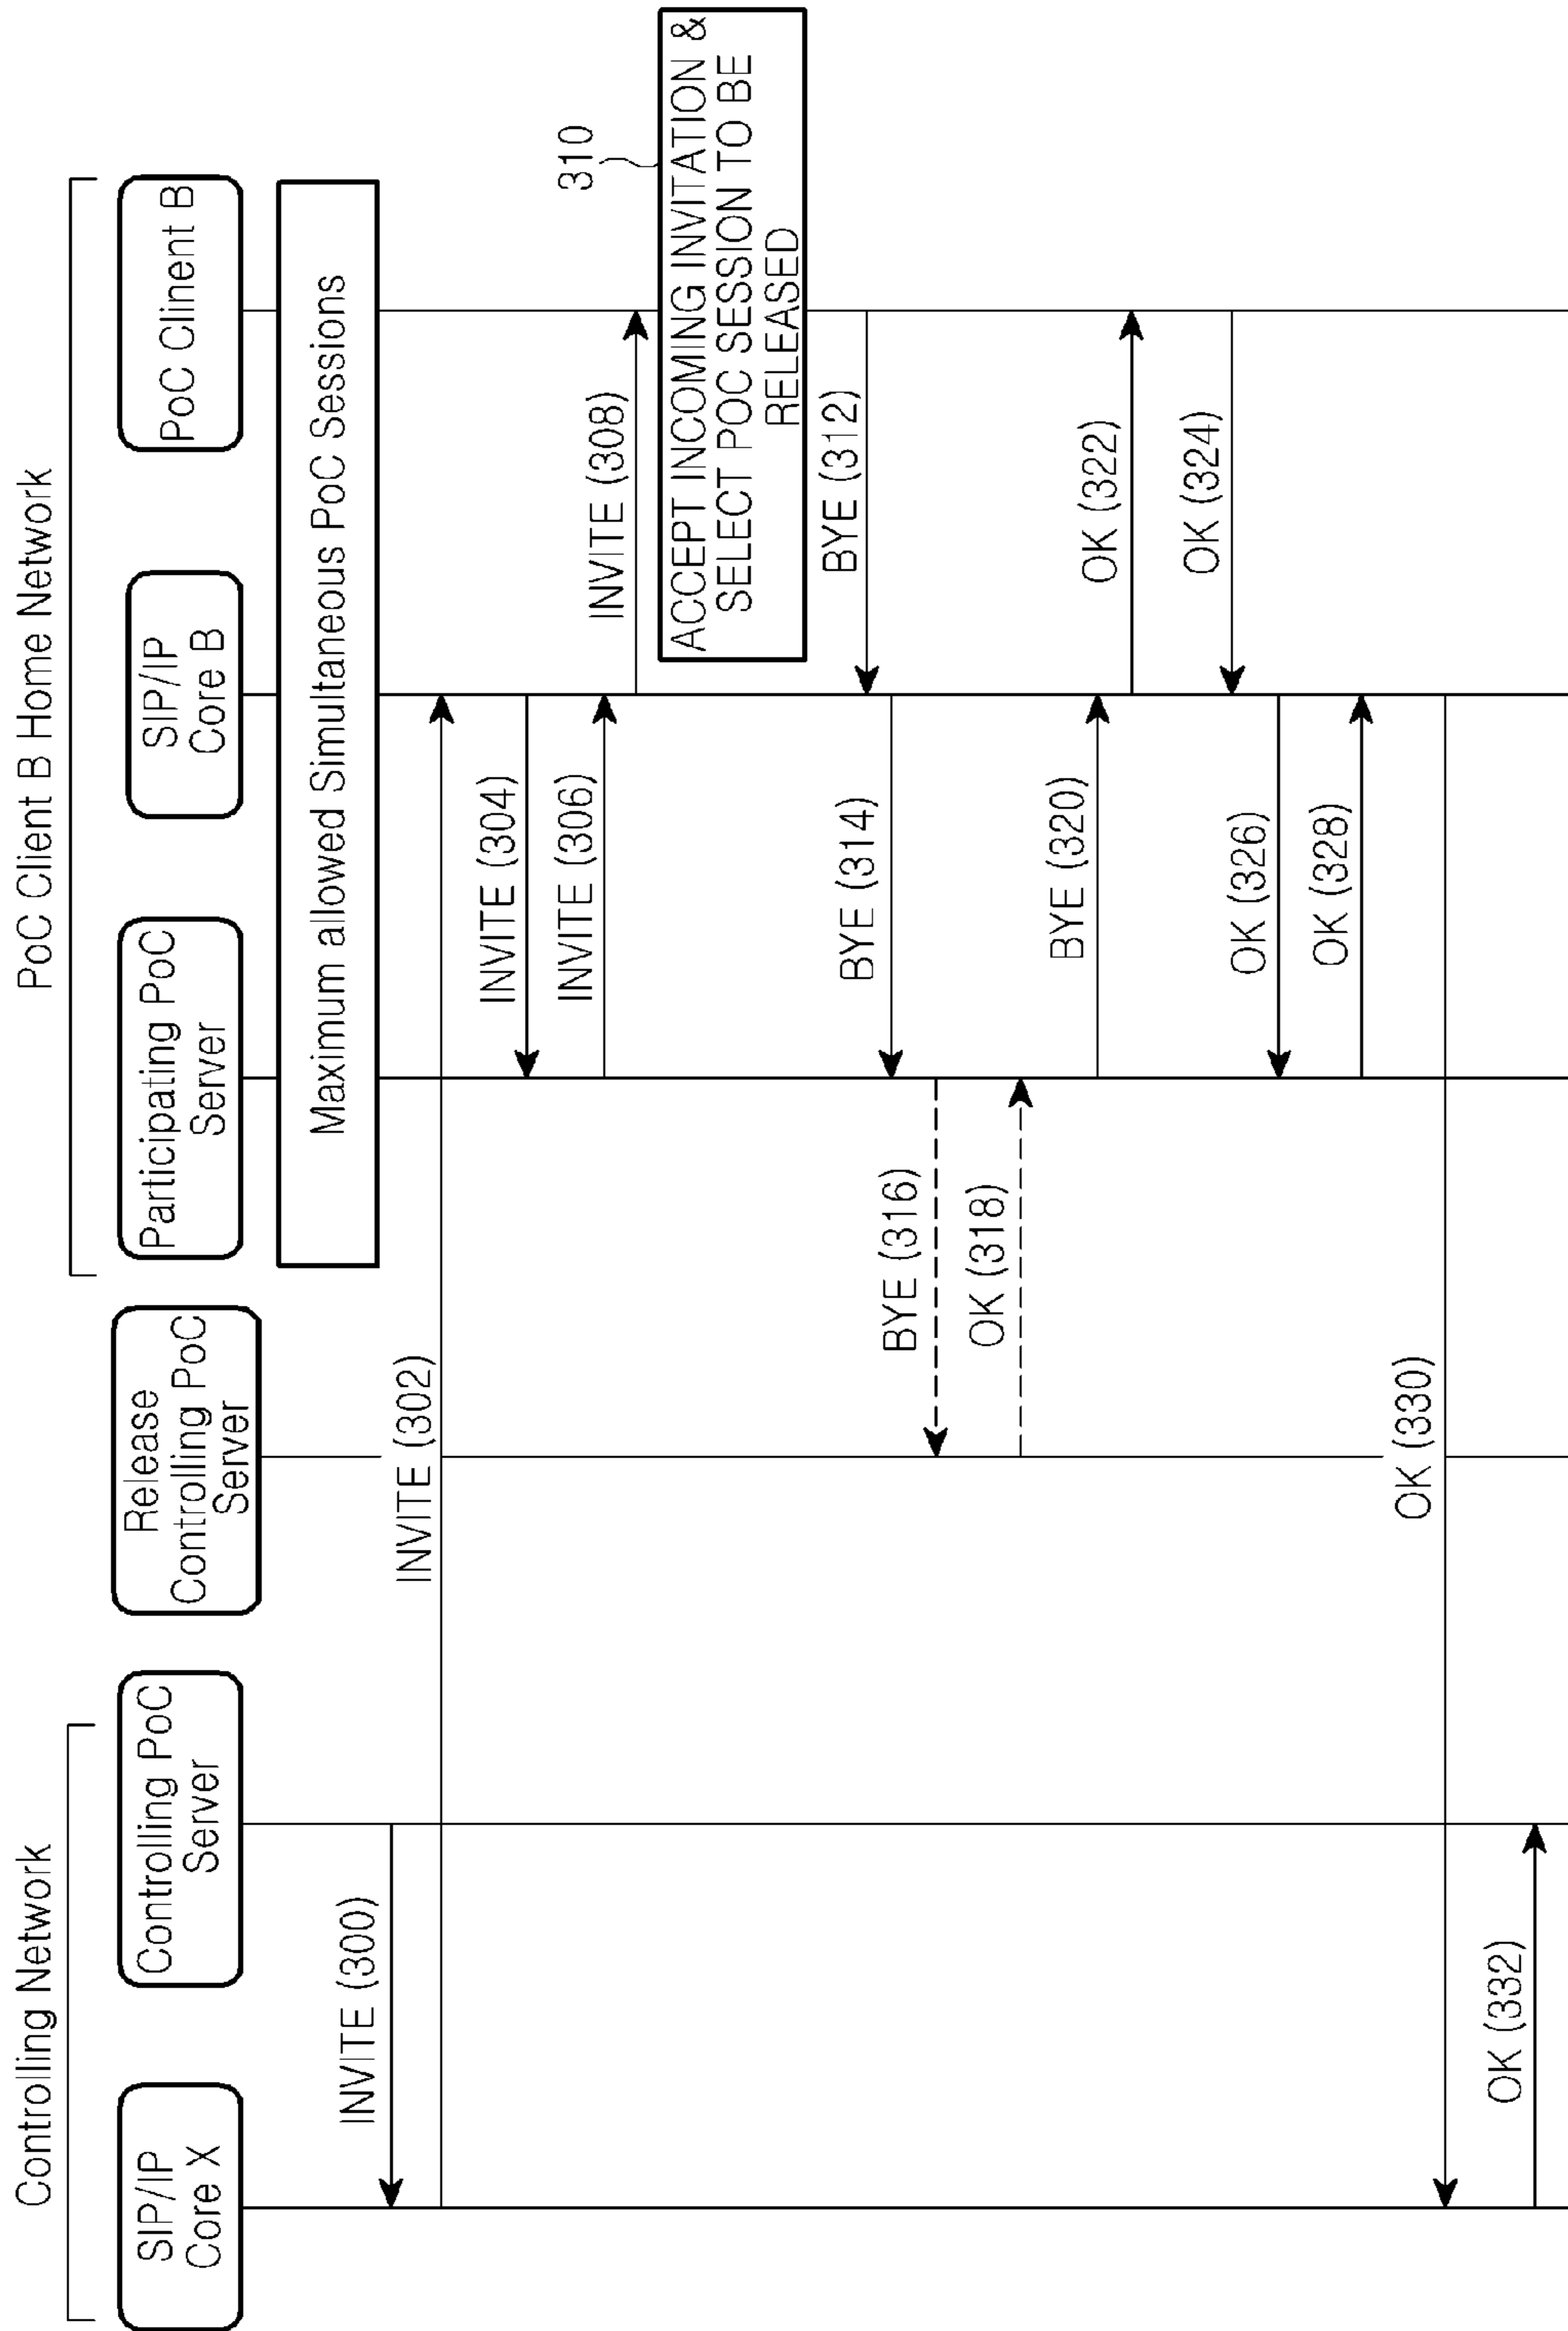 Controlling Network
PoC Client B Home Network
SIP/IP
Core X
Controlling PoC
Server
Release
Controlling PoC
Server
Participating PoC
Server
SIP/IP
Core B
PoC Clinent B
Maximum allowed Simultaneous PoC Sessions
INVITE (300)
INVITE (302)
INVITE (304)
INVITE (306)
INVITE (308)
310
ACCEPT INCOMING INVITATION &
SELECT POC SESSION TO BE
RELEASED
BYE (312)
BYE (314)
BYE (316)
OK (318)
BYE (320)
OK (322)
OK (324)
OK (326)
OK (328)
OK (330)
OK (332)